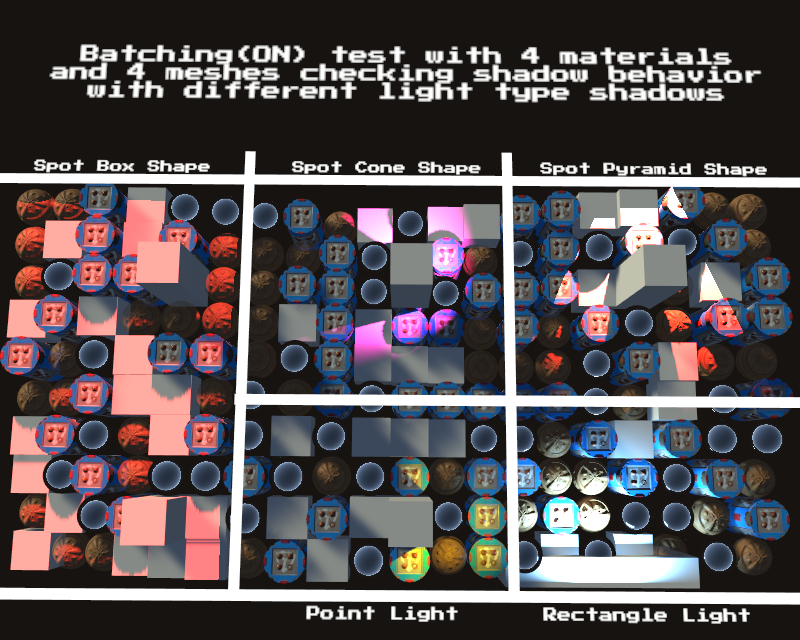 Batching(ON) test with 4 materials
and 4 meshes checking shadow behavior
with different light type shadows
Spot Box Shape
Spot Cone Shape
Spot Pyramid Shape
Point Light
Rectangle Light